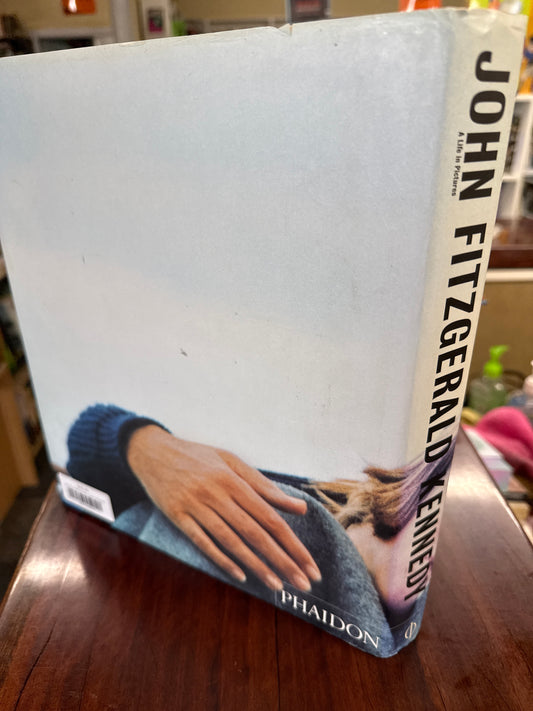 JOHN FITZGERALD KENNEDY
A Life in Pictures
PHAIDON